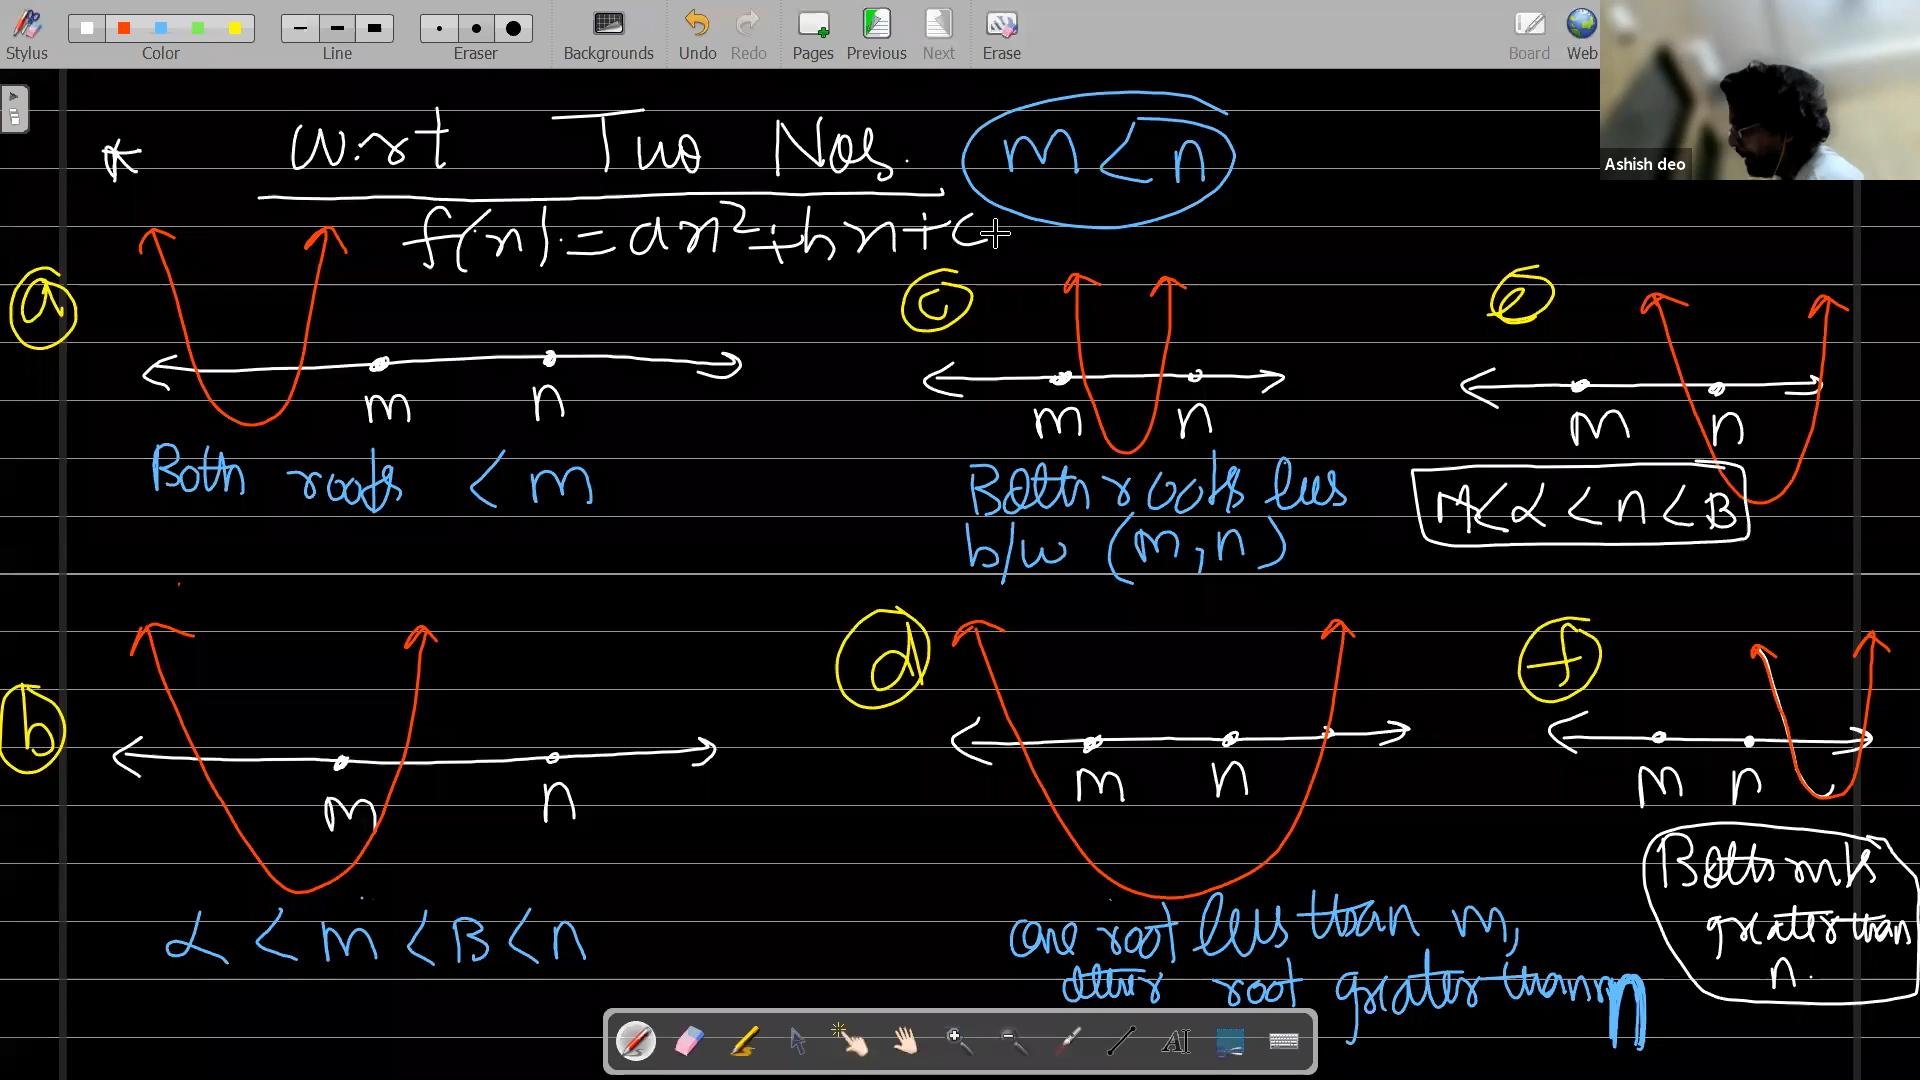 Stylus
Color
Line
Eraser
Backgrounds
Undo
Redo
Pages
Previous
Next
Erase
Board
Web
Ashish deo
* W.r.t Two Nos. m < n
f(x) = ax²+bx+c
a
m n
Both roots < m
c
m n
Both roots lies
b/w (m, n)
e
m n
m < α < n < B
b
m n
α < m < B < n
d
m n
one root less than m,
other root greater than n
f
m n
Both roots
greater than
n.
AI